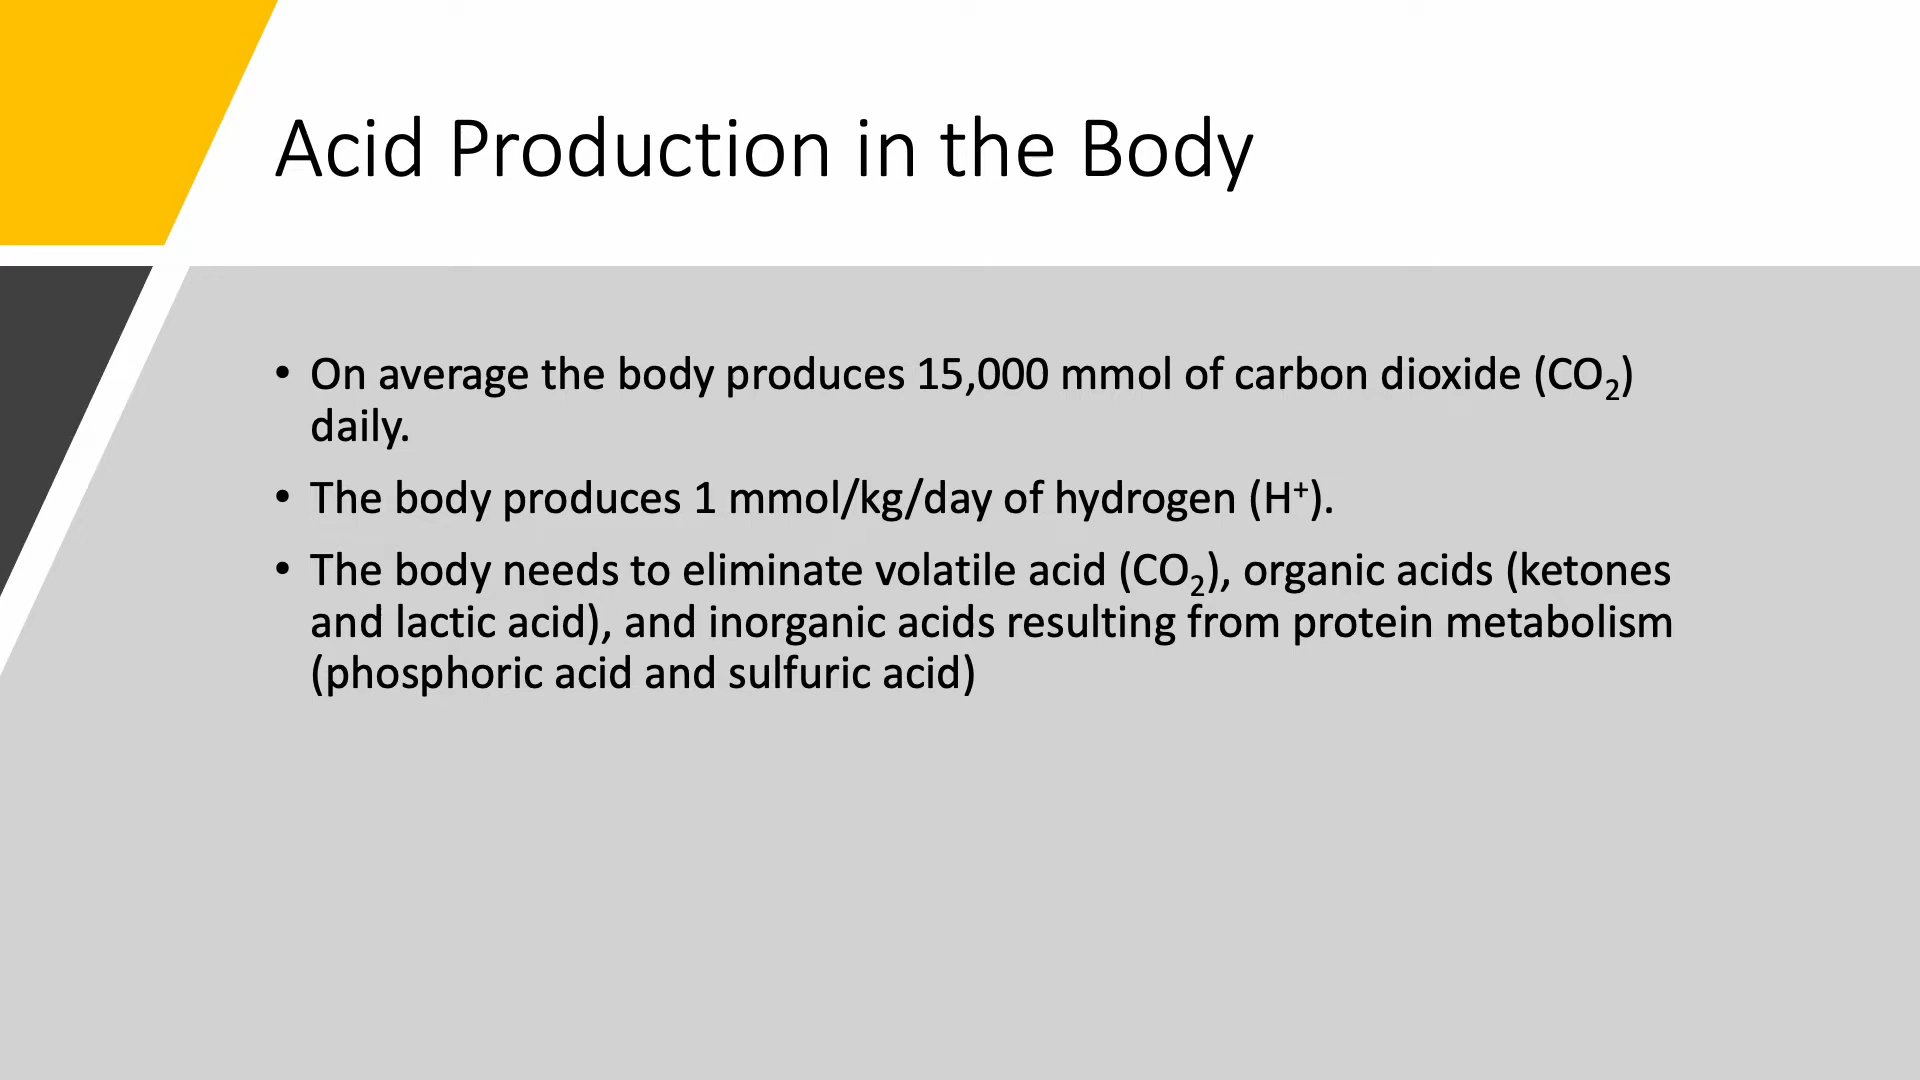 Acid Production in the Body
• On average the body produces 15,000 mmol of carbon dioxide (CO₂)
daily.
• The body produces 1 mmol/kg/day of hydrogen (H⁺).
• The body needs to eliminate volatile acid (CO₂), organic acids (ketones
and lactic acid), and inorganic acids resulting from protein metabolism
(phosphoric acid and sulfuric acid)